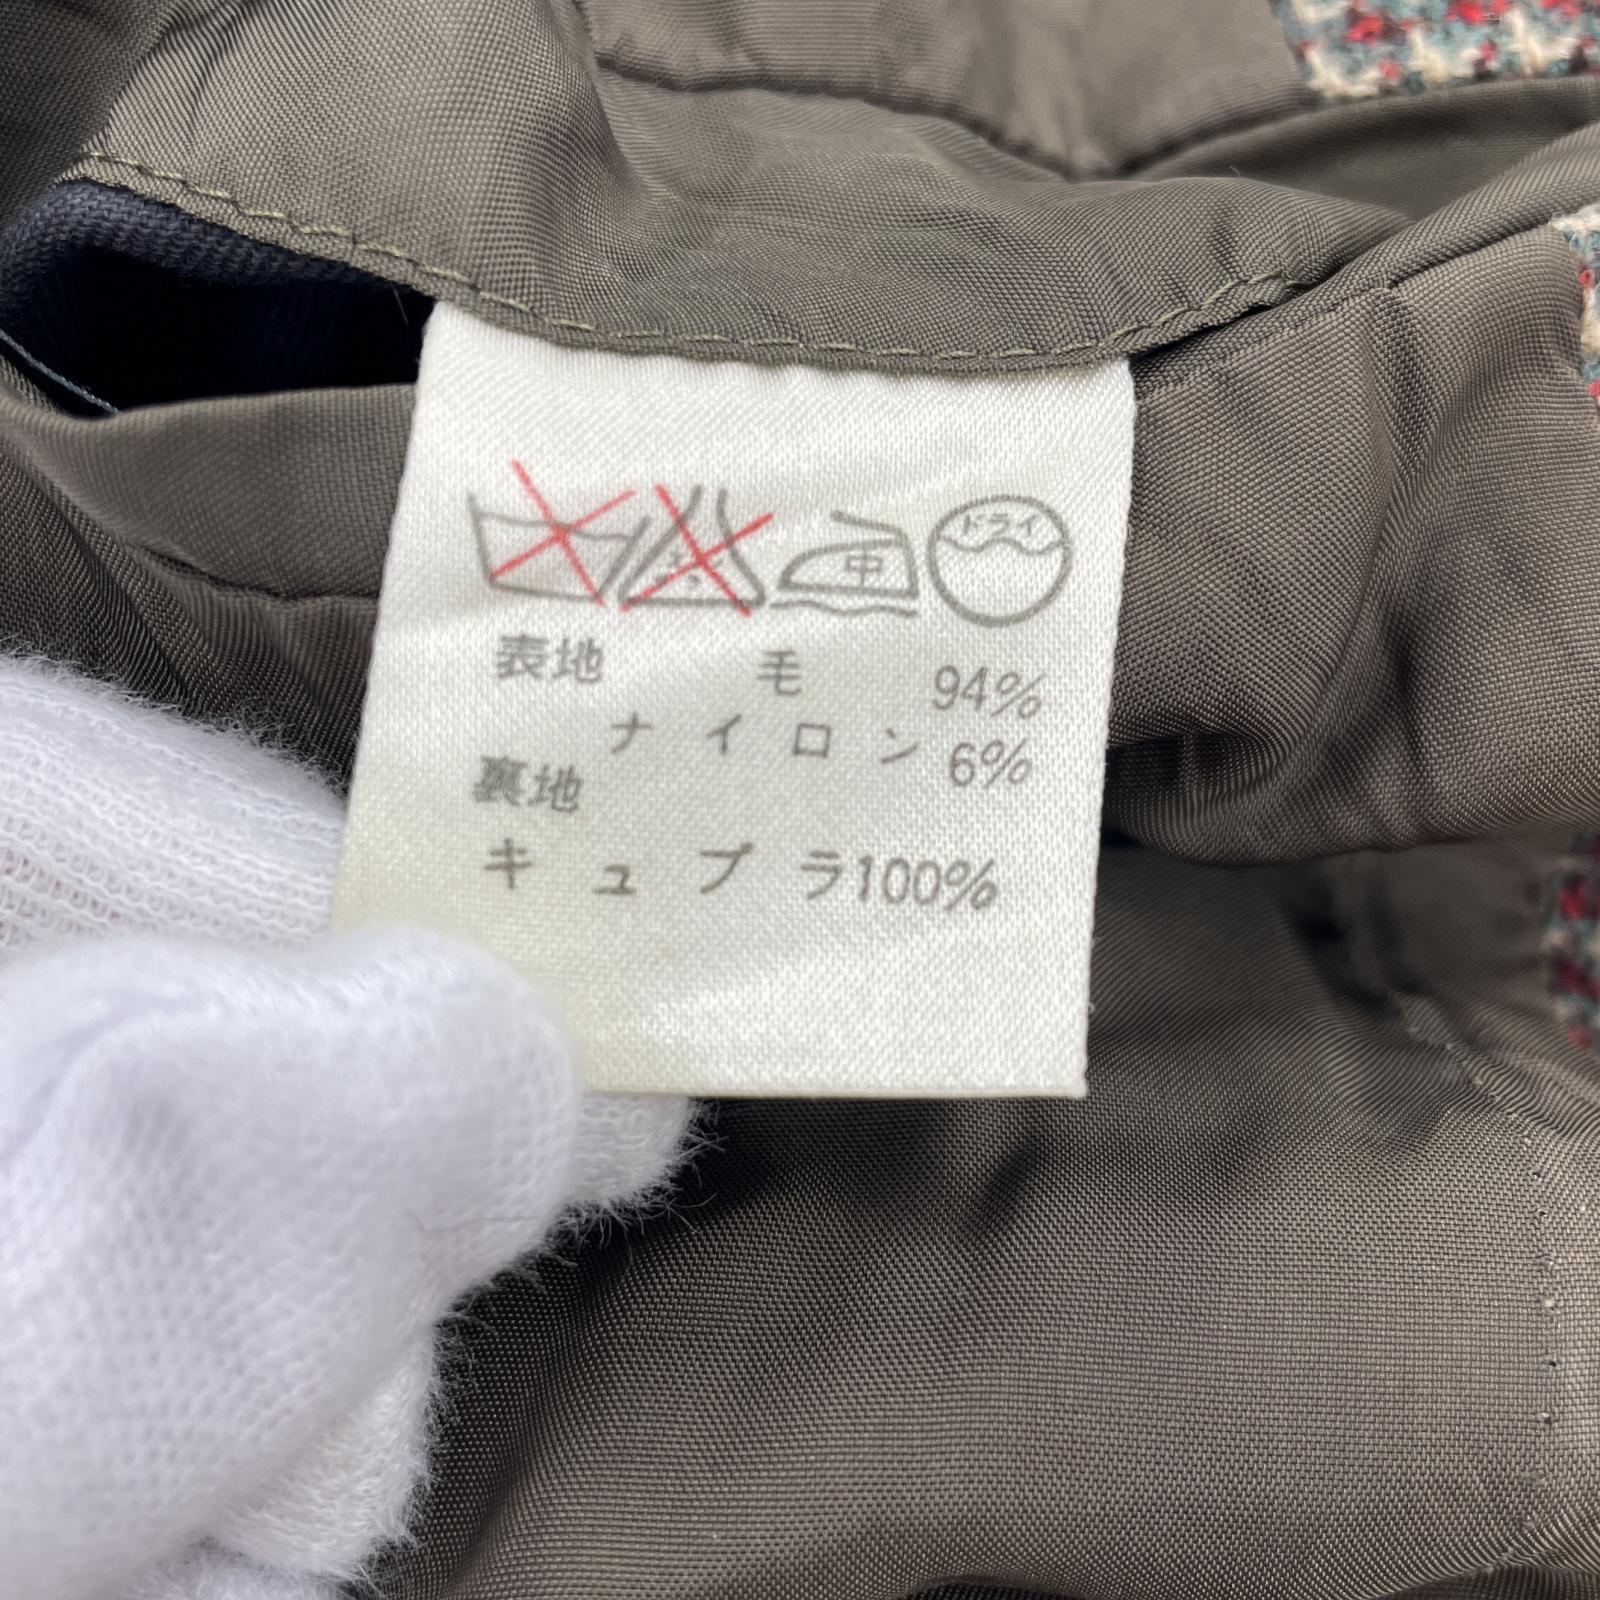 中 ドライ
表地 毛 94%
ナイロン 6%
裏地
キュプラ100%